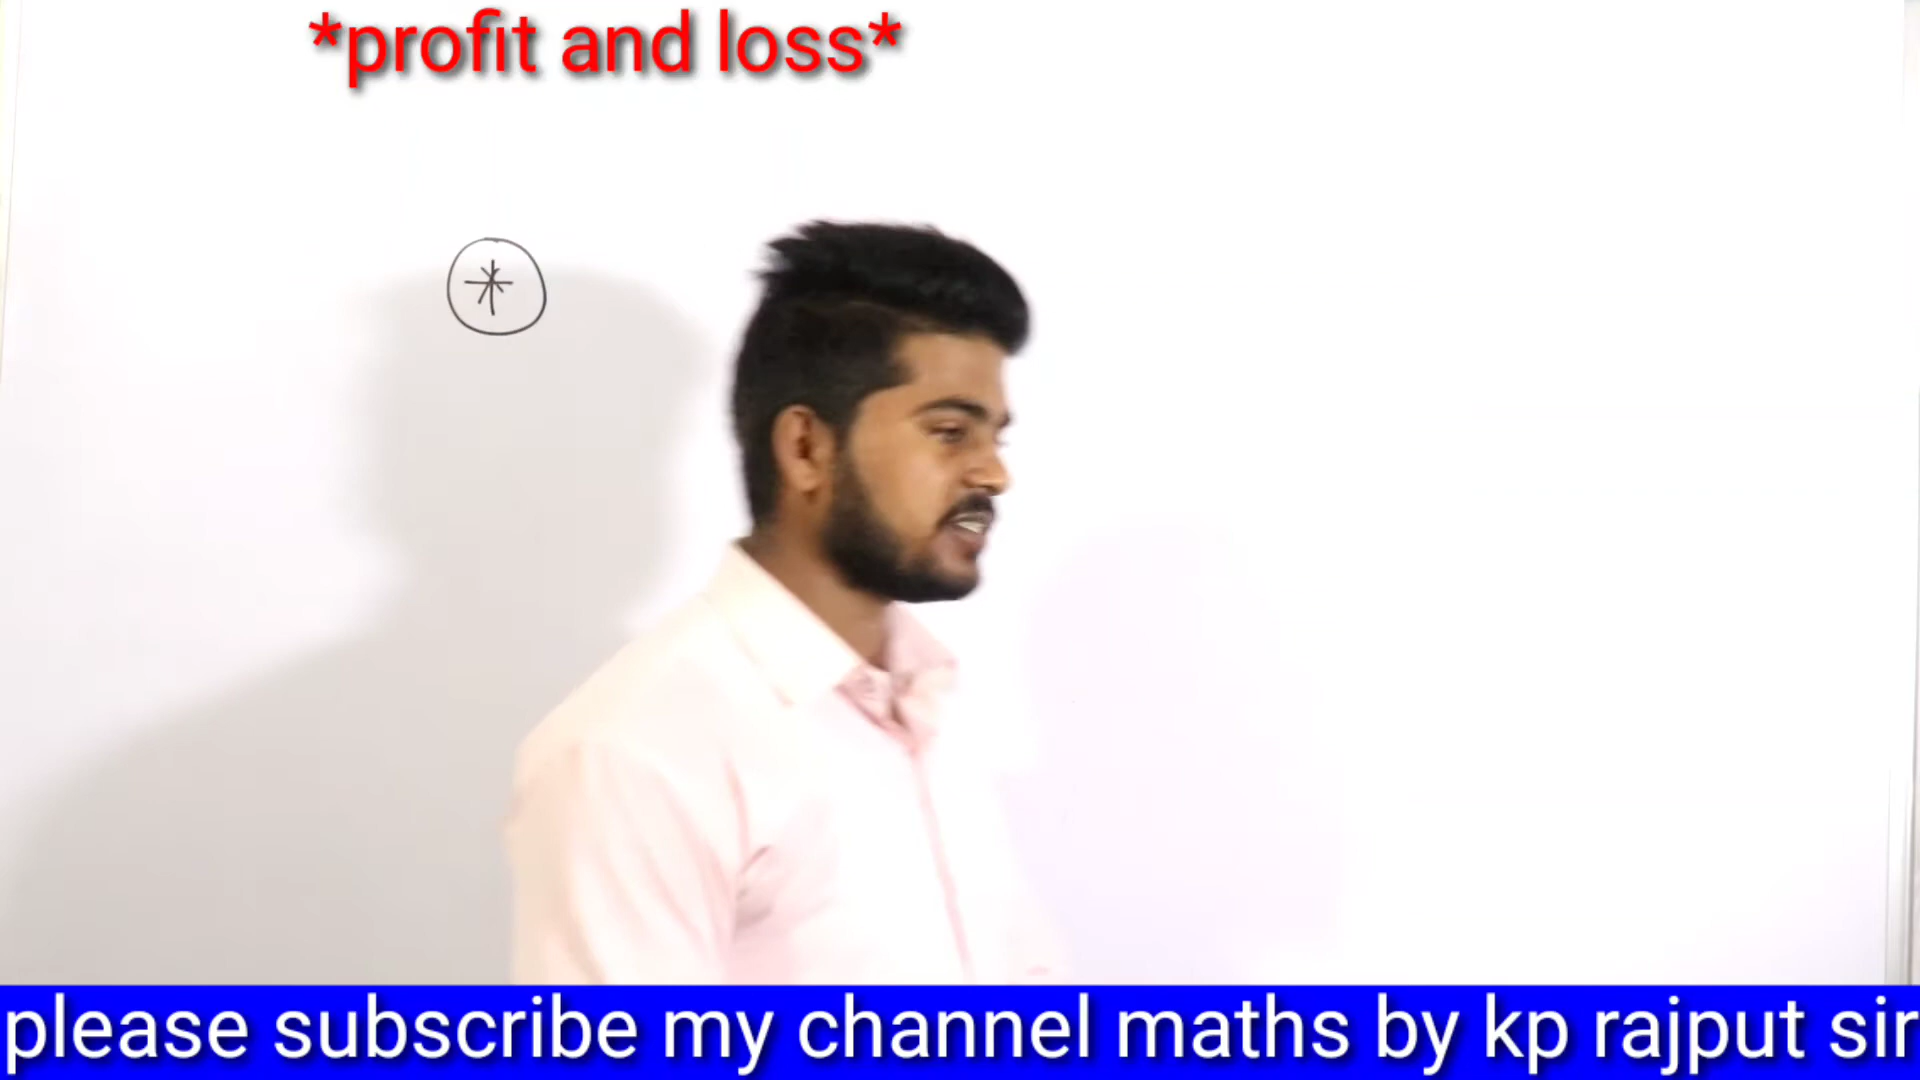 *profit and loss*
*
please subscribe my channel maths by kp rajput sir